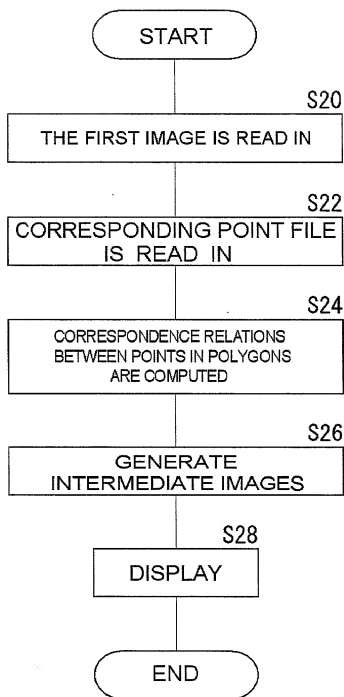 START
S20
THE FIRST IMAGE IS READ IN
S22
CORRESPONDING POINT FILE
IS READ IN
S24
CORRESPONDENCE RELATIONS
BETWEEN POINTS IN POLYGONS
ARE COMPUTED
S26
GENERATE
INTERMEDIATE IMAGES
S28
DISPLAY
END